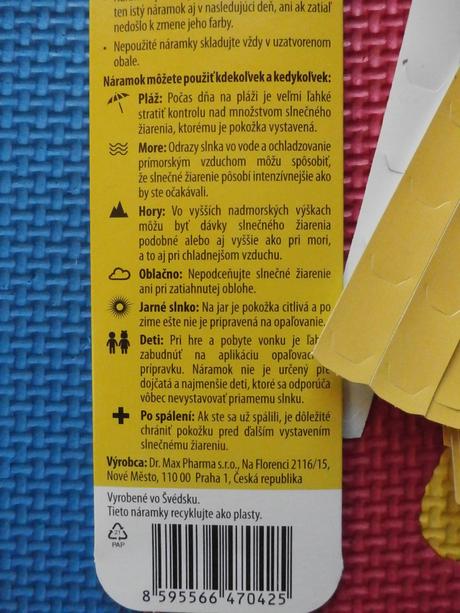 ten istý náramok aj v nasledujúci deň, ani ak zatiaľ
nedošlo k zmene jeho farby.
• Nepoužité náramky skladujte vždy v uzatvorenom
obale.
Náramok môžete použiť kdekoľvek a kedykoľvek:
Pláž: Počas dňa na pláži je veľmi ľahké
stratiť kontrolu nad množstvom slnečného
žiarenia, ktorému je pokožka vystavená.
More: Odrazy slnka vo vode a ochladzovanie
prímorským vzduchom môžu spôsobiť,
že slnečné žiarenie pôsobí intenzívnejšie ako
by ste očakávali.
Hory: Vo vyšších nadmorských výškach
môžu byť dávky slnečného žiarenia
podobné alebo aj vyššie ako pri mori,
a to aj pri chladnejšom vzduchu.
Oblačno: Nepodceňujte slnečné žiarenie
ani pri zatiahnutej oblohe.
Jarné slnko: Na jar je pokožka citlivá a po
zime ešte nie je pripravená na opaľovanie.
Deti: Pri hre a pobyte vonku je
zabudnúť na aplikáciu
prípravku. Náramok nie je určený
dojčatá a najmenšie deti, ktoré sa odporúča
vôbec nevystavovať priamemu slnku.
Po spálení: Ak ste sa už spálili, je dôležité
chrániť pokožku pred ďalším vystavením
slnečnému žiareniu.
Výrobca: Dr. Max Pharma s.r.o., Na Florenci 2116/15,
Nové Město, 110 00 Praha 1, Česká republika
Vyrobené vo Švédsku.
Tieto náramky recyklujte ako plasty.
21
PAP
8 595566 470425